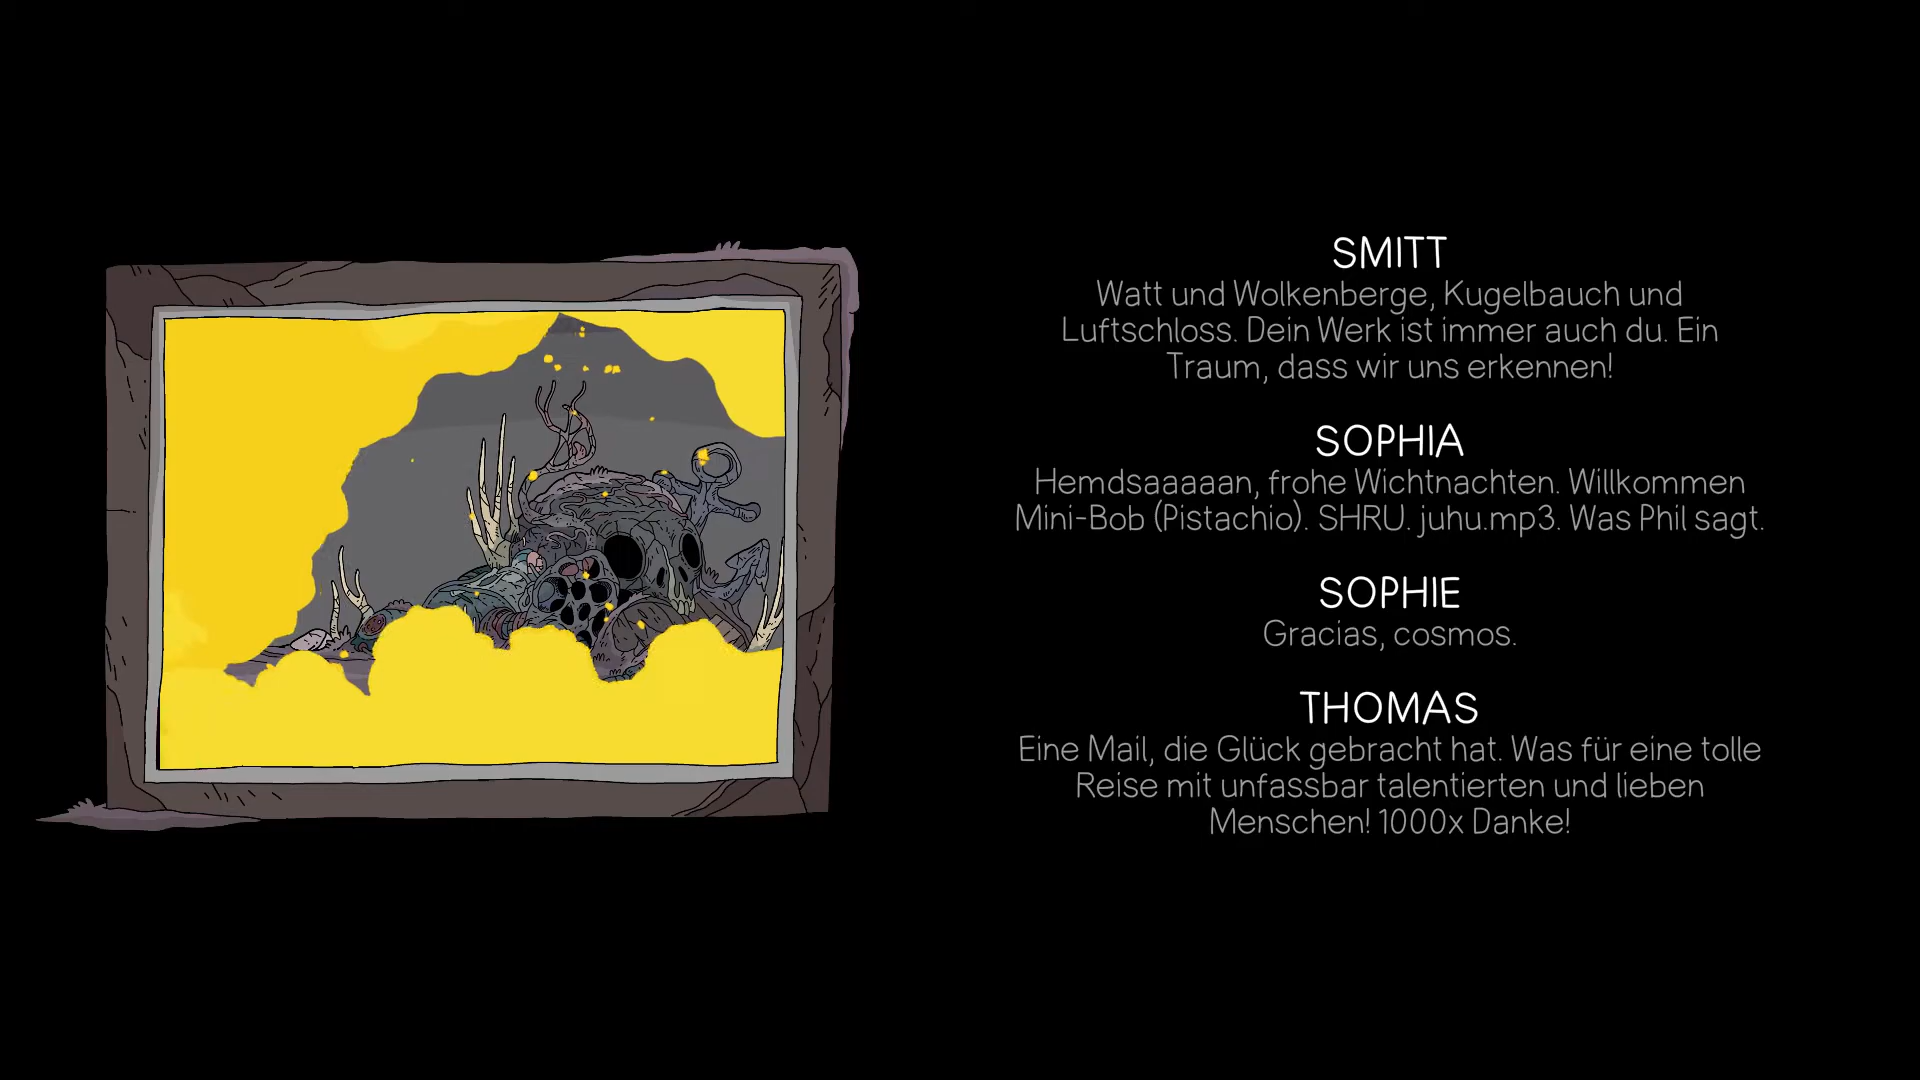 SMITT
Watt und Wolkenberge, Kugelbauch und
Luftschloss. Dein Werk ist immer auch du. Ein
Traum, dass wir uns erkennen!
SOPHIA
Hemdsaaaaan, frohe Wichtnachten. Willkommen
Mini-Bob (Pistachio). SHRU. juhu.mp3. Was Phil sagt.
SOPHIE
Gracias, cosmos.
THOMAS
Eine Mail, die Glück gebracht hat. Was für eine tolle
Reise mit unfassbar talentierten und lieben
Menschen! 1000x Danke!